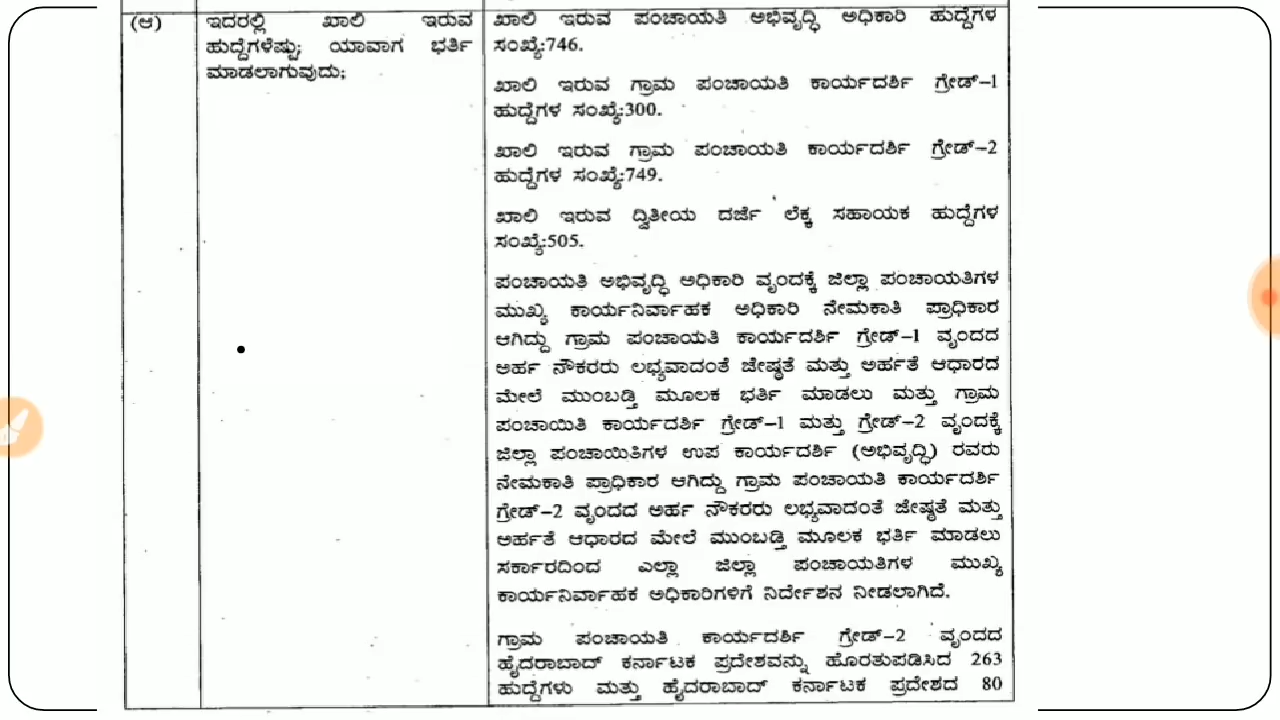 (ಆ)
ಇದರಲ್ಲಿ ಖಾಲಿ ಇರುವ
ಹುದ್ದೆಗಳೆಷ್ಟು; ಯಾವಾಗ ಭರ್ತಿ
ಮಾಡಲಾಗುವುದು;
ಖಾಲಿ ಇರುವ ಪಂಚಾಯತಿ ಅಭಿವೃದ್ಧಿ ಅಧಿಕಾರಿ ಹುದ್ದೆಗಳ
ಸಂಖ್ಯೆ:746.
ಖಾಲಿ ಇರುವ ಗ್ರಾಮ ಪಂಚಾಯತಿ ಕಾರ್ಯದರ್ಶಿ ಗ್ರೇಡ್-1
ಹುದ್ದೆಗಳ ಸಂಖ್ಯೆ:300.
ಖಾಲಿ ಇರುವ ಗ್ರಾಮ ಪಂಚಾಯತಿ ಕಾರ್ಯದರ್ಶಿ ಗ್ರೇಡ್-2
ಹುದ್ದೆಗಳ ಸಂಖ್ಯೆ:749.
ಖಾಲಿ ಇರುವ ದ್ವಿತೀಯ ದರ್ಜೆ ಲೆಕ್ಕ ಸಹಾಯಕ ಹುದ್ದೆಗಳ
ಸಂಖ್ಯೆ:505.
ಪಂಚಾಯತಿ ಅಭಿವೃದ್ಧಿ ಅಧಿಕಾರಿ ವೃಂದಕ್ಕೆ ಜಿಲ್ಲಾ ಪಂಚಾಯತಿಗಳ
ಮುಖ್ಯ ಕಾರ್ಯನಿರ್ವಾಹಕ ಅಧಿಕಾರಿ ನೇಮಕಾತಿ ಪ್ರಾಧಿಕಾರ
ಆಗಿದ್ದು ಗ್ರಾಮ ಪಂಚಾಯತಿ ಕಾರ್ಯದರ್ಶಿ ಗ್ರೇಡ್-1 ವೃಂದದ
ಅರ್ಹ ನೌಕರರು ಲಭ್ಯವಾದಂತೆ ಜೇಷ್ಠತೆ ಮತ್ತು ಅರ್ಹತೆ ಆಧಾರದ
ಮೇಲೆ ಮುಂಬಡ್ತಿ ಮೂಲಕ ಭರ್ತಿ ಮಾಡಲು ಮತ್ತು ಗ್ರಾಮ
ಪಂಚಾಯಿತಿ ಕಾರ್ಯದರ್ಶಿ ಗ್ರೇಡ್-1 ಮತ್ತು ಗ್ರೇಡ್-2 ವೃಂದಕ್ಕೆ
ಜಿಲ್ಲಾ ಪಂಚಾಯಿತಿಗಳ ಉಪ ಕಾರ್ಯದರ್ಶಿ (ಅಭಿವೃದ್ಧಿ) ರವರು
ನೇಮಕಾತಿ ಪ್ರಾಧಿಕಾರ ಆಗಿದ್ದು ಗ್ರಾಮ ಪಂಚಾಯತಿ ಕಾರ್ಯದರ್ಶಿ
ಗ್ರೇಡ್-2 ವೃಂದದ ಅರ್ಹ ನೌಕರರು ಲಭ್ಯವಾದಂತೆ ಜೇಷ್ಠತೆ ಮತ್ತು
ಅರ್ಹತೆ ಆಧಾರದ ಮೇಲೆ ಮುಂಬಡ್ತಿ ಮೂಲಕ ಭರ್ತಿ ಮಾಡಲು
ಸರ್ಕಾರದಿಂದ ಎಲ್ಲಾ ಜಿಲ್ಲಾ ಪಂಚಾಯತಿಗಳ ಮುಖ್ಯ
ಕಾರ್ಯನಿರ್ವಾಹಕ ಅಧಿಕಾರಿಗಳಿಗೆ ನಿರ್ದೇಶನ ನೀಡಲಾಗಿದೆ.
ಗ್ರಾಮ ಪಂಚಾಯತಿ ಕಾರ್ಯದರ್ಶಿ ಗ್ರೇಡ್-2 ವೃಂದದ
ಹೈದರಾಬಾದ್ ಕರ್ನಾಟಕ ಪ್ರದೇಶವನ್ನು ಹೊರತುಪಡಿಸಿದ 263
ಹುದ್ದೆಗಳು ಮತ್ತು ಹೈದರಾಬಾದ್ ಕರ್ನಾಟಕ ಪ್ರದೇಶದ 80